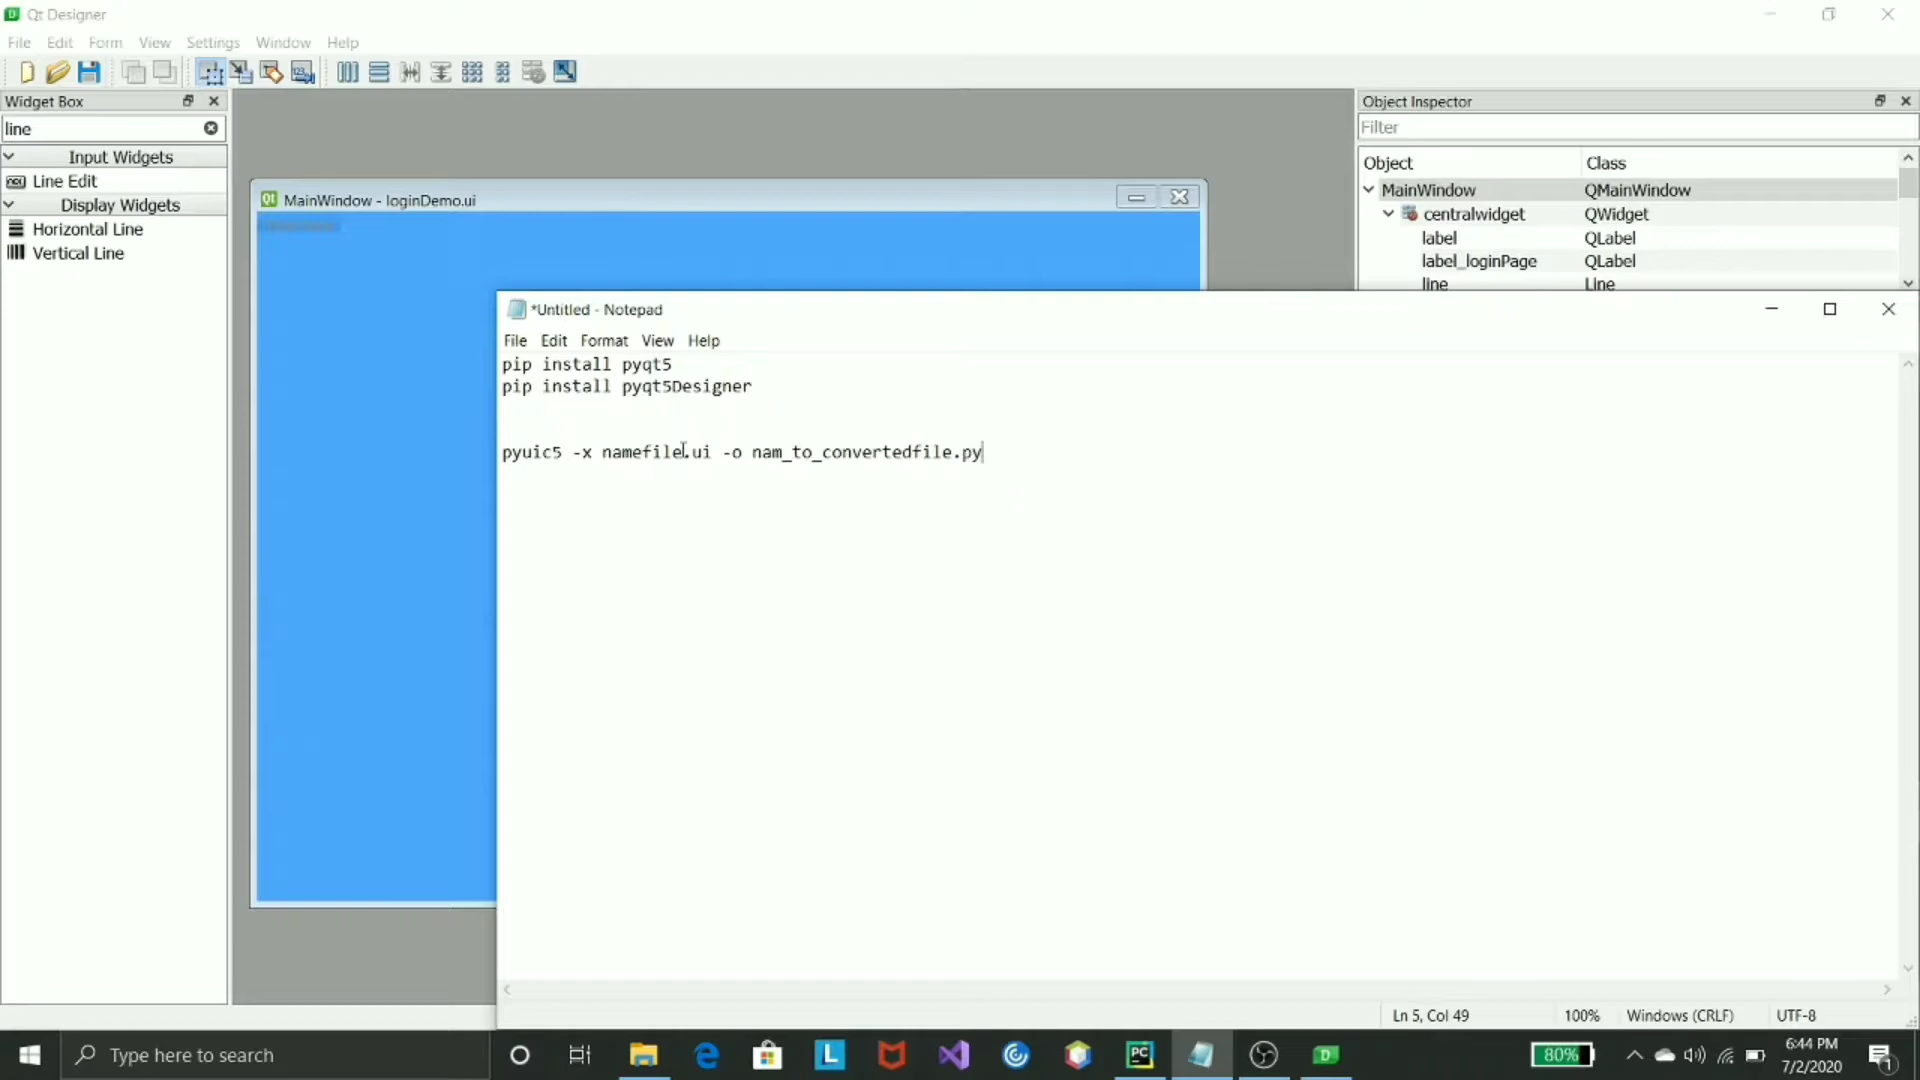 Qt Designer
File Edit Form View Settings Window Help
Widget Box
line
Input Widgets
Line Edit
Display Widgets
Horizontal Line
Vertical Line
MainWindow - loginDemo.ui
Object Inspector
Filter
Object Class
MainWindow QMainWindow
centralwidget QWidget
label QLabel
label_loginPage QLabel
line Line
*Untitled - Notepad
File Edit Format View Help
pip install pyqt5
pip install pyqt5Designer
pyuic5 -x namefile.ui -o nam_to_convertedfile.py
Ln 5, Col 49 100% Windows (CRLF) UTF-8
Type here to search
80%
6:44 PM
7/2/2020